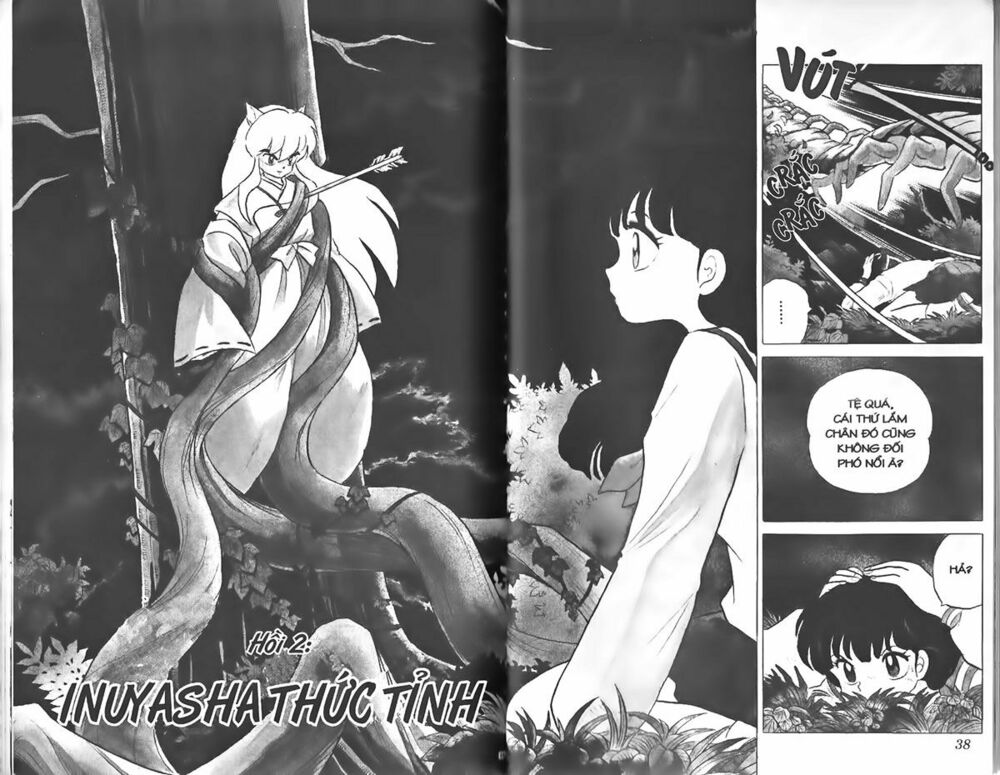 VÚT
CRẮC
CRẮC
......
TỆ QUÁ,
CÁI THỨ LẮM
CHÂN ĐÓ CŨNG
KHÔNG ĐỐI
PHÓ NỔI À?
HẢ?
38
HỒI 2:
INUYASHA THỨC TỈNH